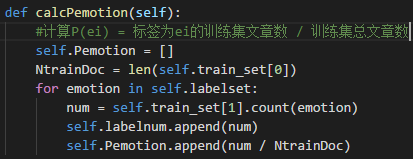 def calcPemotion(self):
    #计算P(ei) = 标签为ei的训练集文章数 / 训练集总文章数
    self.Pemotion = []
    NtrainDoc = len(self.train_set[0])
    for emotion in self.labelset:
        num = self.train_set[1].count(emotion)
        self.labelnum.append(num)
        self.Pemotion.append(num / NtrainDoc)